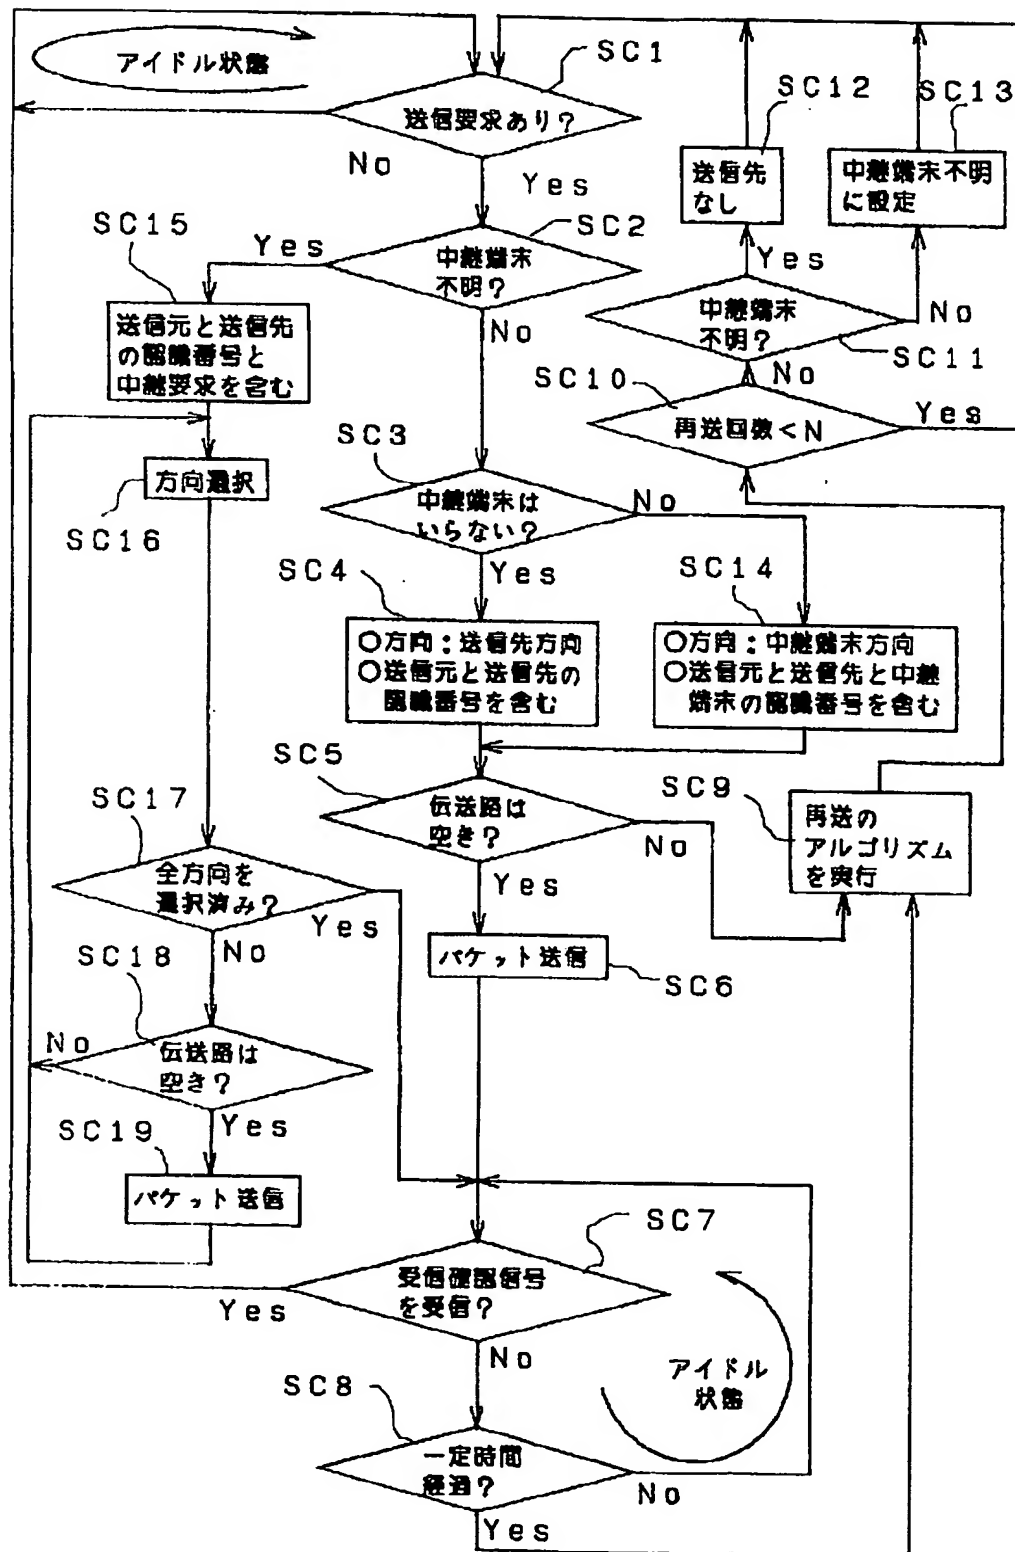 アイドル状態
SC1
送信要求あり?
No
Yes
SC12
SC13
送信先
なし
中継端末不明
に設定
SC15
Yes
SC2
中継端末
不明?
No
Yes
中継端末
不明?
No
SC11
送信元と送信先
の認識番号と
中継要求を含む
SC10
No
再送回数<N
Yes
SC3
方向選択
SC16
中継端末は
いらない?
No
SC4
Yes
SC14
○方向:送信先方向
○送信元と送信先の
認識番号を含む
○方向:中継端末方向
○送信元と送信先と中継
端末の認識番号を含む
SC5
伝送路は
空き?
No
Yes
SC9
再送の
アルゴリズム
を実行
SC17
全方向を
選択済み?
Yes
No
パケット送信
SC6
SC18
No
伝送路は
空き?
Yes
SC19
パケット送信
SC7
受信確認信号
を受信?
Yes
No
アイドル
状態
SC8
一定時間
経過?
No
Yes